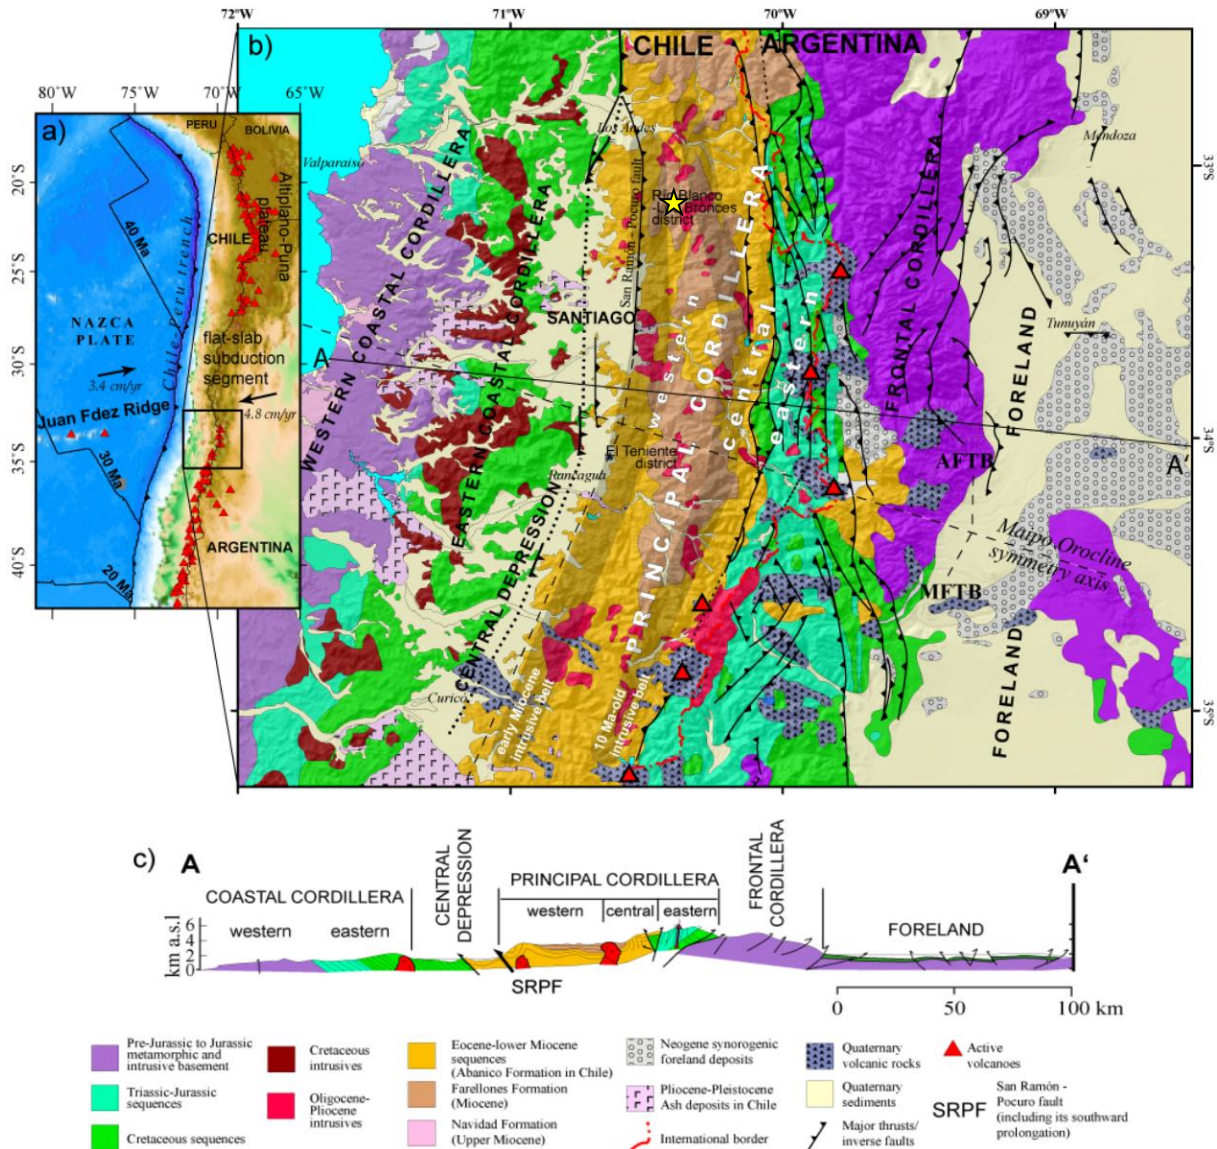 72°W
71°W
70°W
69°W
b)
CHILE
ARGENTINA
80°W
75°W
70°W
65°W
a)
PERU
BOLIVIA
20°S
25°S
30°S
35°S
40°S
Altiplano-Puna
plateau
CHILE
40 Ma
Chile-Peru trench
NAZCA
PLATE
3.4 cm/yr
flat-slab
subduction
segment
4.8 cm/yr
Juan Fdez Ridge
30 Ma
20 Ma
ARGENTINA
Valparaiso
Los Andes
Mendoza
33°S
34°S
35°S
WESTERN COASTAL CORDILLERA
EASTERN COASTAL CORDILLERA
CENTRAL DEPRESSION
San Ramón - Pocuro fault
Río Blanco
- Los Bronces
district
SANTIAGO
PRINCIPAL CORDILLERA
western
central
eastern
FRONTAL CORDILLERA
FORELAND
Tunuyán
A
A'
El Teniente
district
Rancagua
AFTB
Maipo Orocline
symmetry axis
MFTB
FORELAND
Curicó
early Miocene
intrusive belt
10 Ma-old
intrusive belt
c)
A
A'
COASTAL CORDILLERA
western
eastern
CENTRAL
DEPRESSION
PRINCIPAL CORDILLERA
western
central
eastern
FRONTAL
CORDILLERA
FORELAND
km a.s.l
6
4
2
0
SRPF
0
50
100 km
Pre-Jurassic to Jurassic
metamorphic and
intrusive basement
Triassic-Jurassic
sequences
Cretaceous sequences
Cretaceous
intrusives
Oligocene-
Pliocene
intrusives
Eocene-lower Miocene
sequences
(Abanico Formation in Chile)
Farellones Formation
(Miocene)
Navidad Formation
(Upper Miocene)
Neogene synorogenic
foreland deposits
Pliocene-Pleistocene
Ash deposits in Chile
International border
Quaternary
volcanic rocks
Quaternary
sediments
Major thrusts/
inverse faults
Active
volcanoes
SRPF
San Ramón -
Pocuro fault
(including its southward
prolongation)